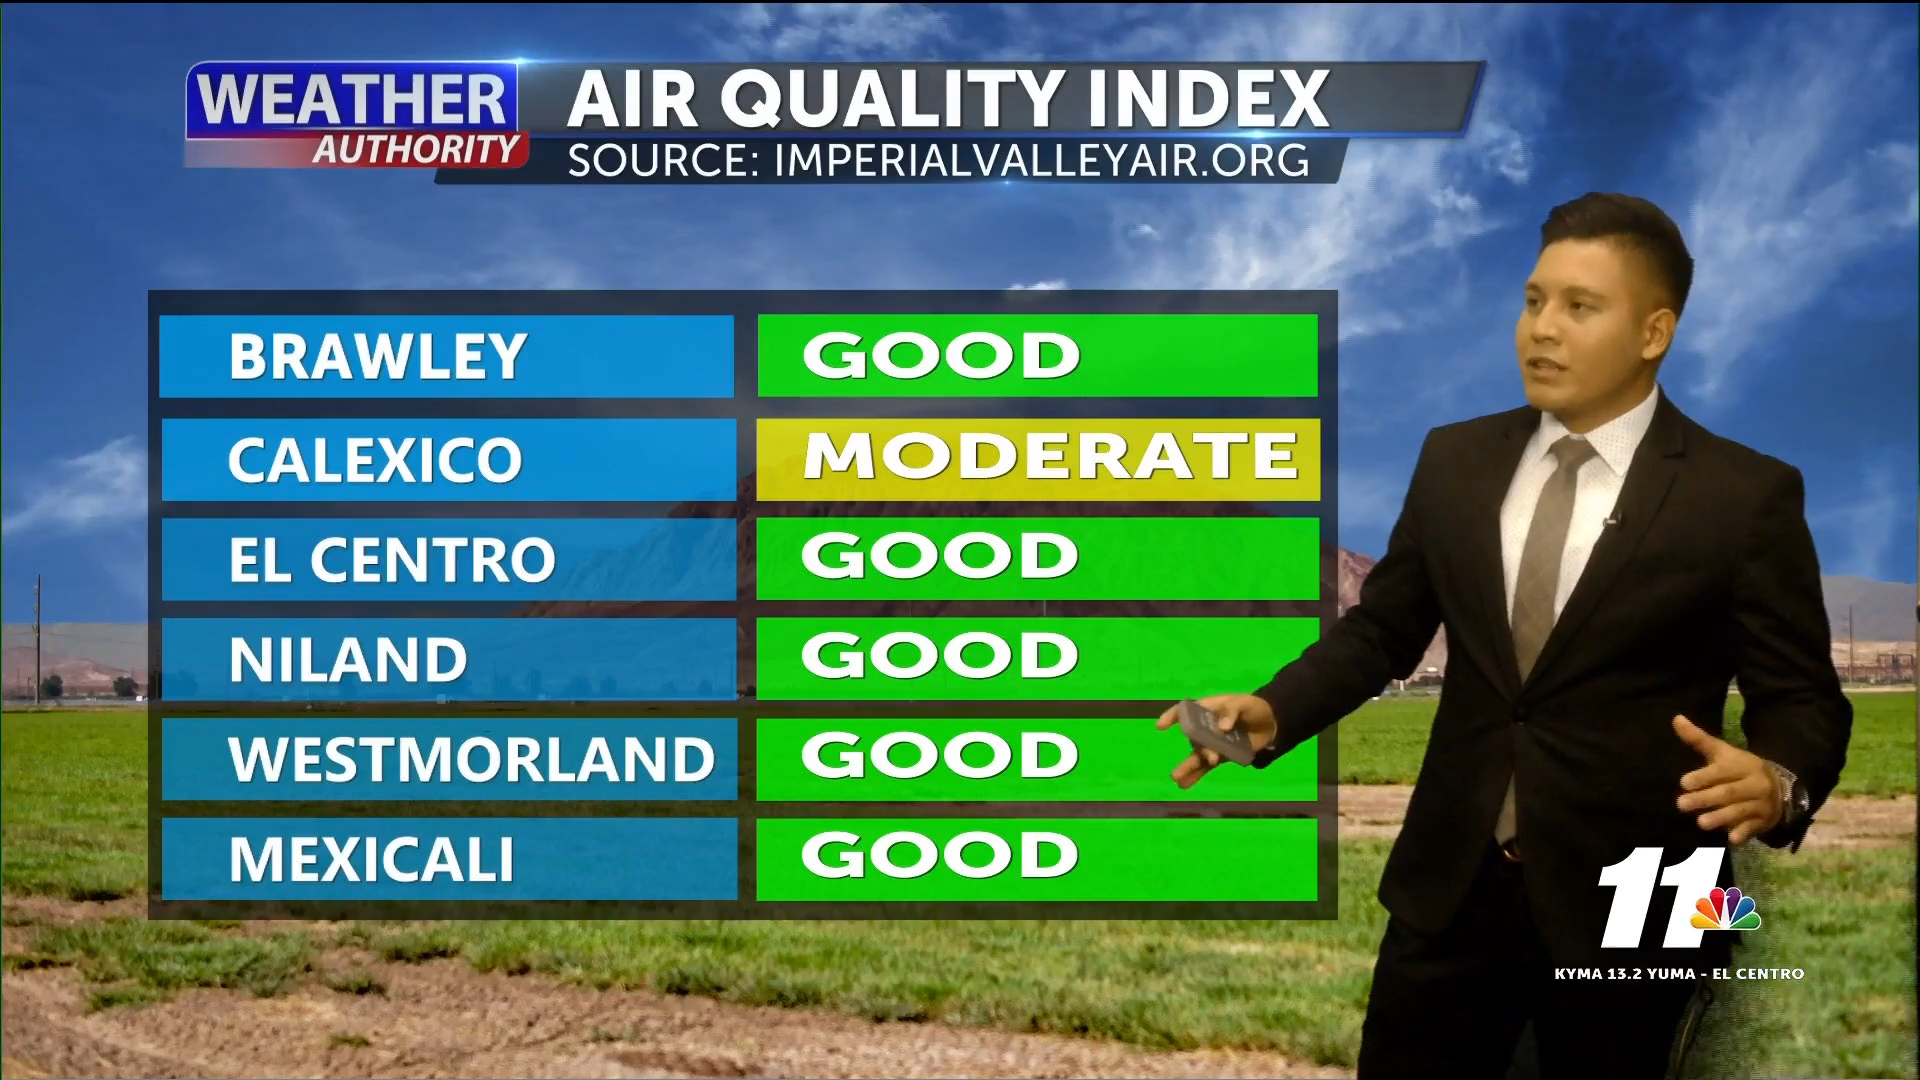 WEATHER
AUTHORITY
AIR QUALITY INDEX
SOURCE: IMPERIALVALLEYAIR.ORG
BRAWLEY GOOD
CALEXICO MODERATE
EL CENTRO GOOD
NILAND GOOD
WESTMORLAND GOOD
MEXICALI GOOD
11
KYMA 13.2 YUMA - EL CENTRO